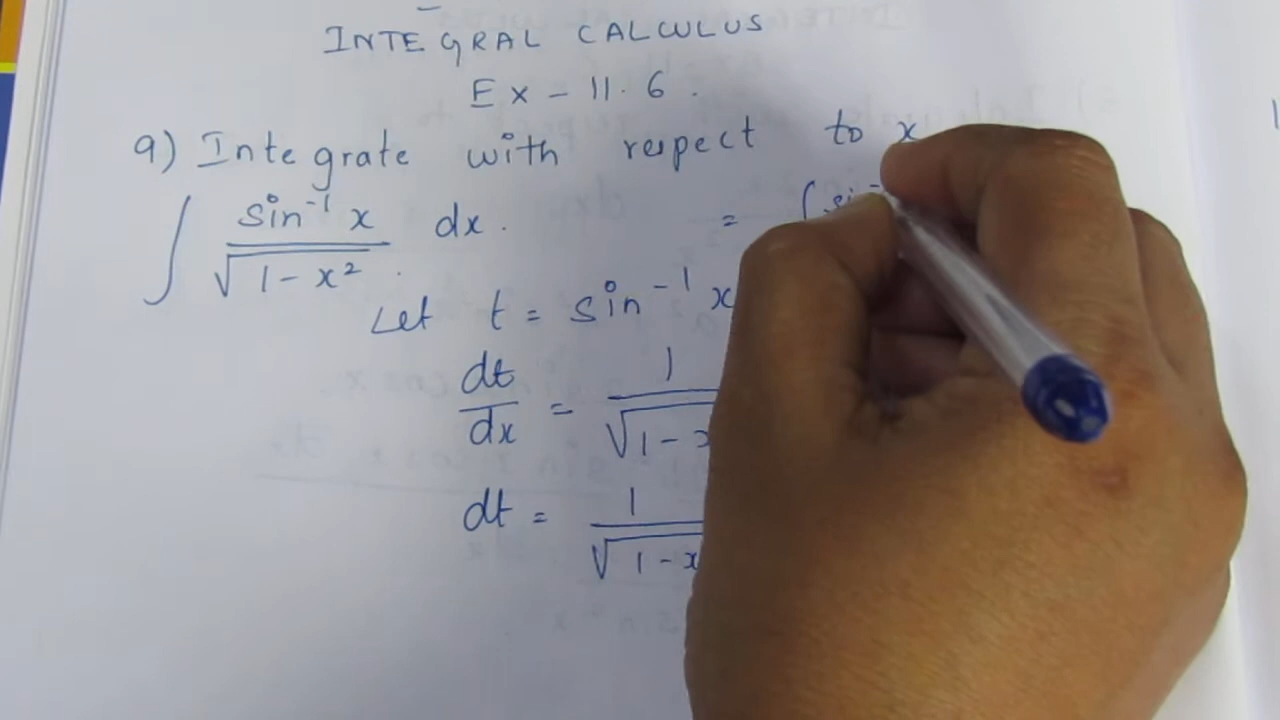 INTEGRAL CALCULUS
Ex - 11.6.
9) Integrate with respect to x
∫ sin⁻¹ x / √1-x² dx. = ∫ sin⁻
Let t = sin⁻¹ x
dt/dx = 1 / √1-x
dt = 1 / √1-x